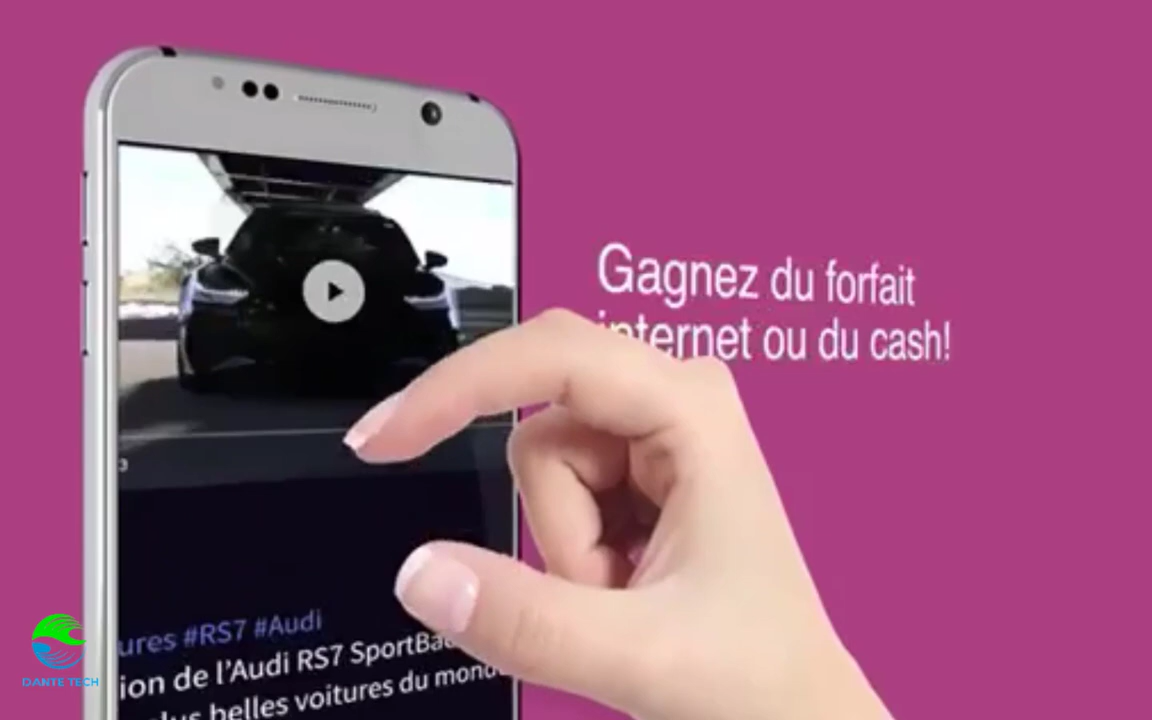 Gagnez du forfait
internet ou du cash!
ures #RS7 #Audi
ion de l'Audi RS7 SportBa
plus belles voitures du mond
DANTE TECH